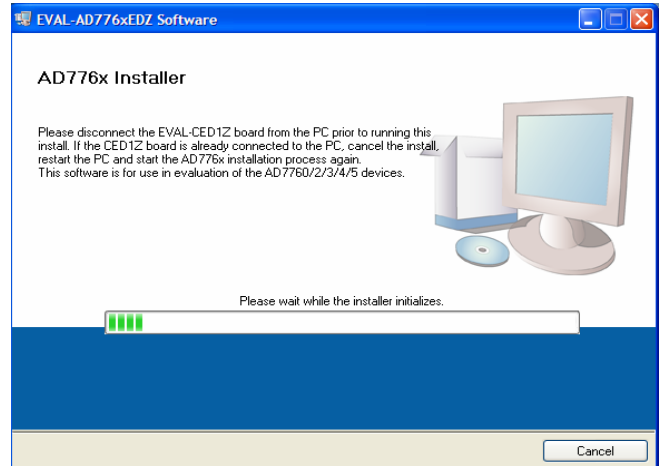 EVAL-AD776xEDZ Software
AD776x Installer
Please disconnect the EVAL-CED1Z board from the PC prior to running this
install. If the CED1Z board is already connected to the PC, cancel the install,
restart the PC and start the AD776x installation process again.
This software is for use in evaluation of the AD7760/2/3/4/5 devices.
Please wait while the installer initializes.
Cancel